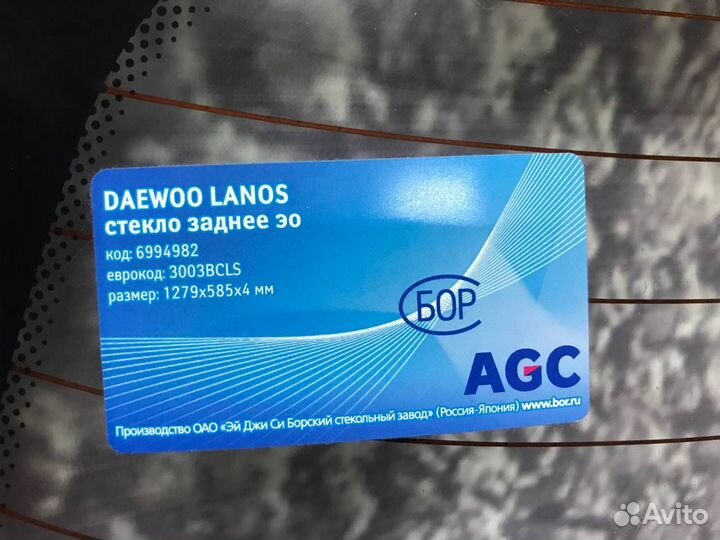 DAEWOO LANOS
стекло заднее эо
код: 6994982
еврокод: 3003BCLS
размер: 1279x585x4 мм
БОР
AGC
Производство ОАО «Эй Джи Си Борский стекольный завод» (Россия-Япония) www.bor.ru
Avito